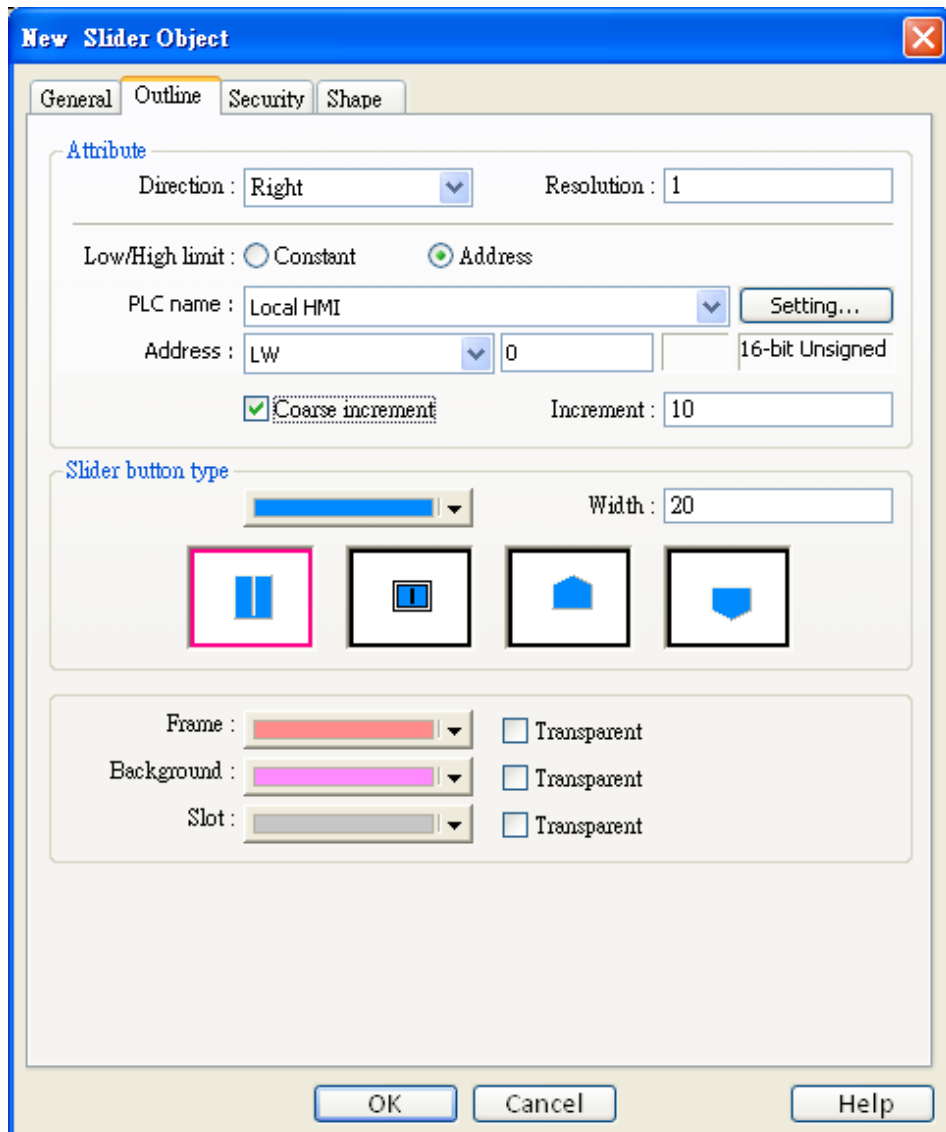 New Slider Object
General Outline Security Shape
Attribute
Direction : Right Resolution : 1
Low/High limit : Constant Address
PLC name : Local HMI Setting...
Address : LW 0 16-bit Unsigned
Coarse increment Increment : 10
Slider button type
Width : 20
Frame : Transparent
Background : Transparent
Slot : Transparent
OK Cancel Help